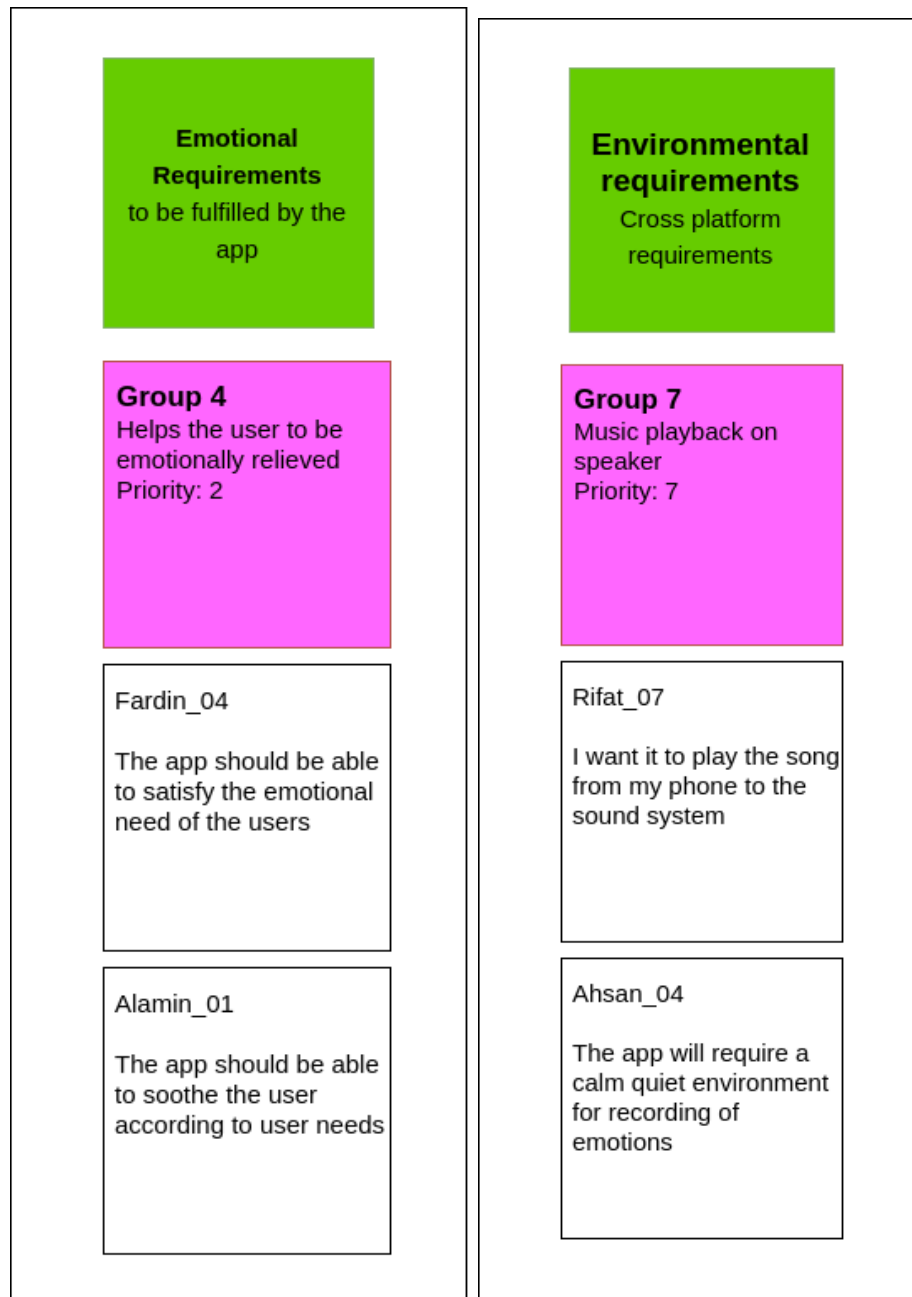 Emotional
Requirements
to be fulfilled by the
app
Group 4
Helps the user to be
emotionally relieved
Priority: 2
Fardin_04
The app should be able
to satisfy the emotional
need of the users
Alamin_01
The app should be able
to soothe the user
according to user needs
Environmental
requirements
Cross platform
requirements
Group 7
Music playback on
speaker
Priority: 7
Rifat_07
I want it to play the song
from my phone to the
sound system
Ahsan_04
The app will require a
calm quiet environment
for recording of
emotions